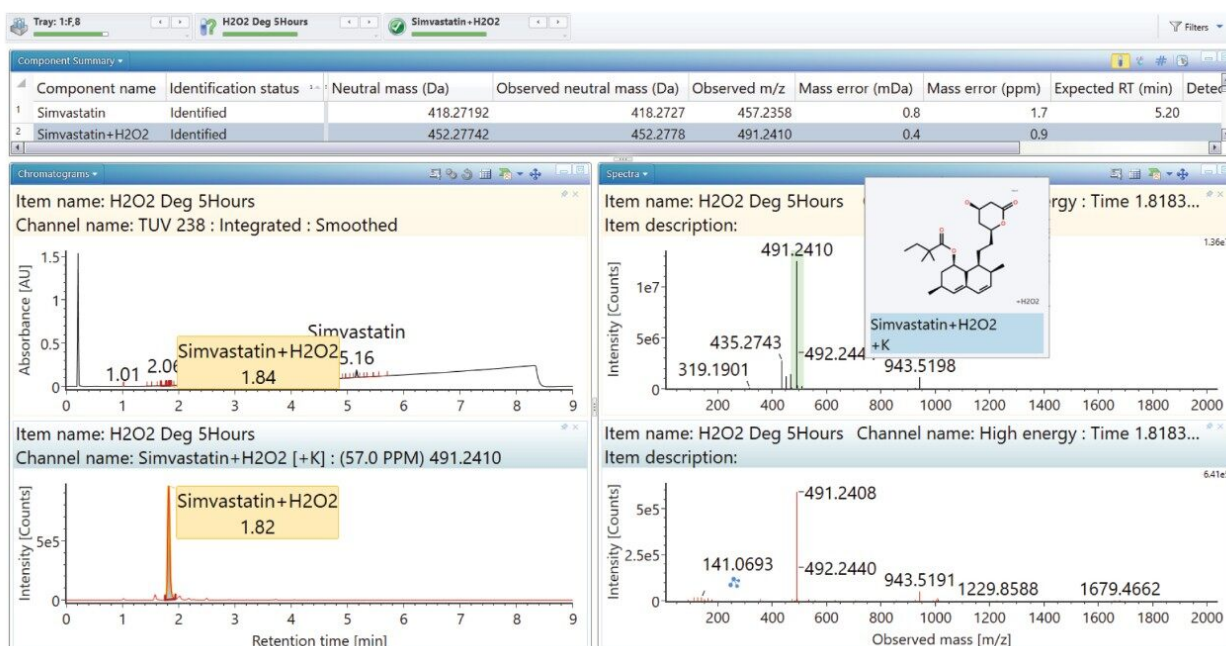 Tray: 1:F,8
H2O2 Deg 5Hours
Simvastatin+H2O2
Filters
Component Summary
Component name Identification status Neutral mass (Da) Observed neutral mass (Da) Observed m/z Mass error (mDa) Mass error (ppm) Expected RT (min) Detec
1 Simvastatin Identified 418.27192 418.2727 457.2358 0.8 1.7 5.20
2 Simvastatin+H2O2 Identified 452.27742 452.2778 491.2410 0.4 0.9
Chromatograms
Item name: H2O2 Deg 5Hours
Channel name: TUV 238 : Integrated : Smoothed
Absorbance [AU]
1.5
1
0.5
0
1.01
2.06
Simvastatin+H2O2
1.84
Simvastatin
5.16
0 1 2 3 4 5 6 7 8 9
Item name: H2O2 Deg 5Hours
Channel name: Simvastatin+H2O2 [+K] : (57.0 PPM) 491.2410
Intensity [Counts]
5e5
0
Simvastatin+H2O2
1.82
0 1 2 3 4 5 6 7 8 9
Retention time [min]
Spectra
Item name: H2O2 Deg 5Hours
ergy : Time 1.8183...
Item description:
Intensity [Counts]
1e7
5e6
0
319.1901
435.2743
491.2410
943.5198
+H2O2
Simvastatin+H2O2
+K
200 400 600 800 1000 1200 1400 1600 1800 2000
Item name: H2O2 Deg 5Hours Channel name: High energy : Time 1.8183...
Item description:
Intensity [Counts]
5e5
2.5e5
0
141.0693
491.2408
492.2440
943.5191
1229.8588
1679.4662
200 400 600 800 1000 1200 1400 1600 1800 2000
Observed mass [m/z]